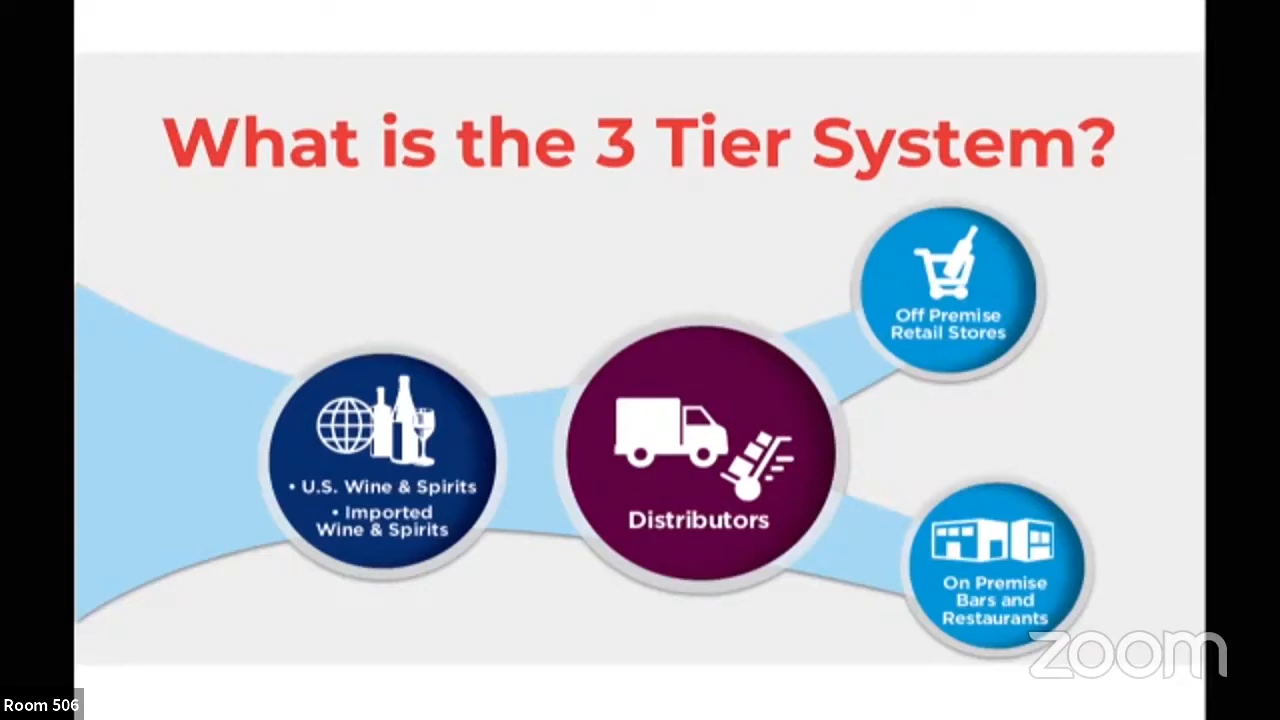 What is the 3 Tier System?
• U.S. Wine & Spirits
• Imported
Wine & Spirits
Distributors
Off Premise
Retail Stores
On Premise
Bars and
Restaurants
zoom
Room 506